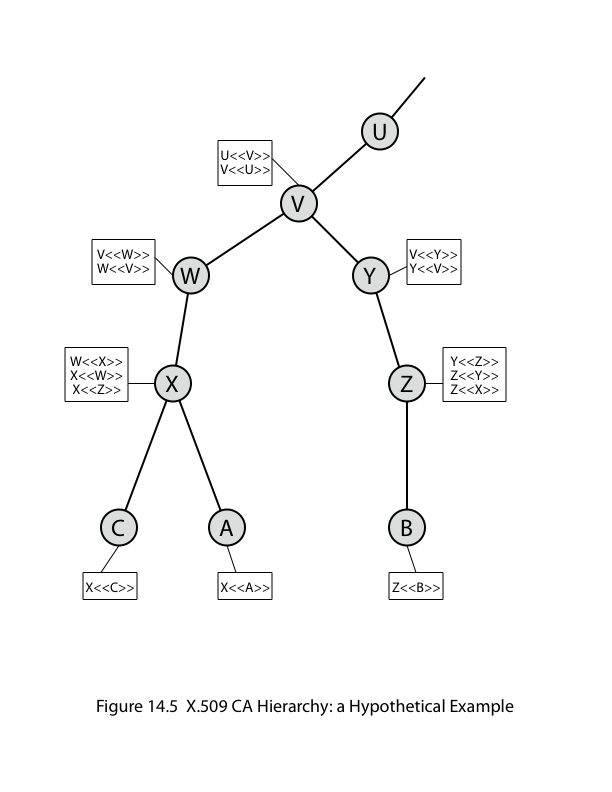 U
U<<V>>
V<<U>>
V
V<<W>>
W<<V>>
W
Y
V<<Y>>
Y<<V>>
W<<X>>
X<<W>>
X<<Z>>
X
Z
Y<<Z>>
Z<<Y>>
Z<<X>>
C
A
B
X<<C>>
X<<A>>
Z<<B>>
Figure 14.5 X.509 CA Hierarchy: a Hypothetical Example